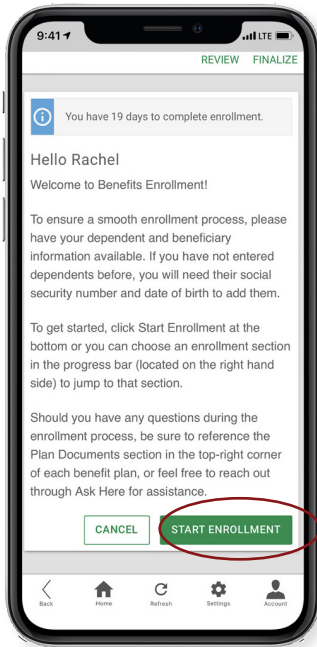 9:41 LTE
REVIEW FINALIZE
You have 19 days to complete enrollment.
Hello Rachel
Welcome to Benefits Enrollment!
To ensure a smooth enrollment process, please
have your dependent and beneficiary
information available. If you have not entered
dependents before, you will need their social
security number and date of birth to add them.
To get started, click Start Enrollment at the
bottom or you can choose an enrollment section
in the progress bar (located on the right hand
side) to jump to that section.
Should you have any questions during the
enrollment process, be sure to reference the
Plan Documents section in the top-right corner
of each benefit plan, or feel free to reach out
through Ask Here for assistance.
CANCEL START ENROLLMENT
Back Home Refresh Settings Account